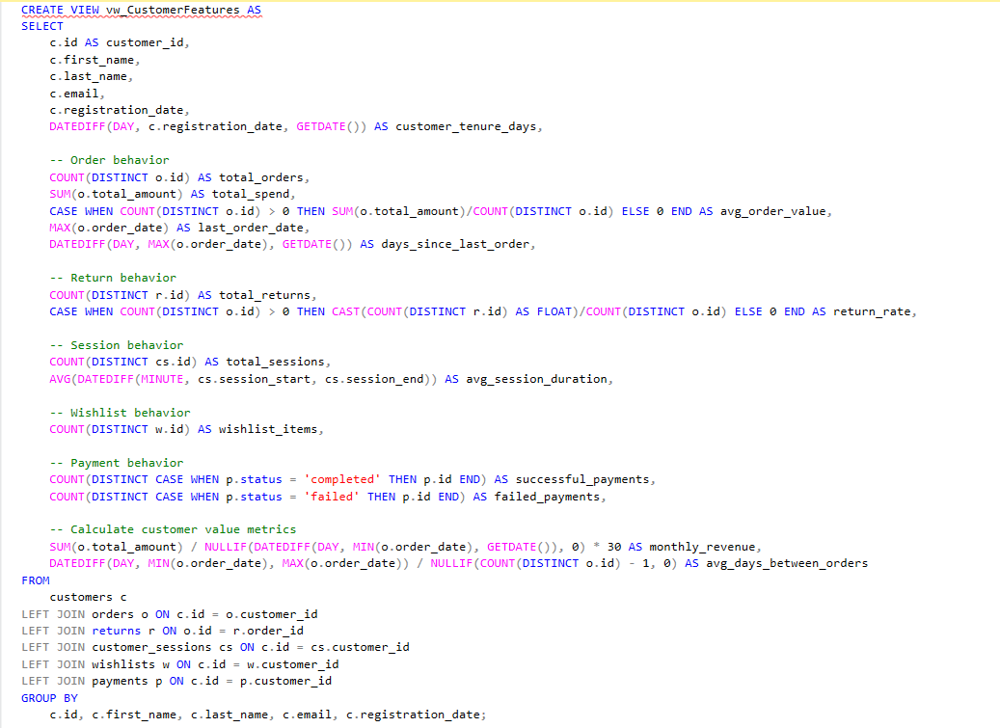 CREATE VIEW vw_CustomerFeatures AS
SELECT
    c.id AS customer_id,
    c.first_name,
    c.last_name,
    c.email,
    c.registration_date,
    DATEDIFF(DAY, c.registration_date, GETDATE()) AS customer_tenure_days,

    -- Order behavior
    COUNT(DISTINCT o.id) AS total_orders,
    SUM(o.total_amount) AS total_spend,
    CASE WHEN COUNT(DISTINCT o.id) > 0 THEN SUM(o.total_amount)/COUNT(DISTINCT o.id) ELSE 0 END AS avg_order_value,
    MAX(o.order_date) AS last_order_date,
    DATEDIFF(DAY, MAX(o.order_date), GETDATE()) AS days_since_last_order,

    -- Return behavior
    COUNT(DISTINCT r.id) AS total_returns,
    CASE WHEN COUNT(DISTINCT o.id) > 0 THEN CAST(COUNT(DISTINCT r.id) AS FLOAT)/COUNT(DISTINCT o.id) ELSE 0 END AS return_rate,

    -- Session behavior
    COUNT(DISTINCT cs.id) AS total_sessions,
    AVG(DATEDIFF(MINUTE, cs.session_start, cs.session_end)) AS avg_session_duration,

    -- Wishlist behavior
    COUNT(DISTINCT w.id) AS wishlist_items,

    -- Payment behavior
    COUNT(DISTINCT CASE WHEN p.status = 'completed' THEN p.id END) AS successful_payments,
    COUNT(DISTINCT CASE WHEN p.status = 'failed' THEN p.id END) AS failed_payments,

    -- Calculate customer value metrics
    SUM(o.total_amount) / NULLIF(DATEDIFF(DAY, MIN(o.order_date), GETDATE()), 0) * 30 AS monthly_revenue,
    DATEDIFF(DAY, MIN(o.order_date), MAX(o.order_date)) / NULLIF(COUNT(DISTINCT o.id) - 1, 0) AS avg_days_between_orders
FROM
    customers c
LEFT JOIN orders o ON c.id = o.customer_id
LEFT JOIN returns r ON o.id = r.order_id
LEFT JOIN customer_sessions cs ON c.id = cs.customer_id
LEFT JOIN wishlists w ON c.id = w.customer_id
LEFT JOIN payments p ON c.id = p.customer_id
GROUP BY
    c.id, c.first_name, c.last_name, c.email, c.registration_date;